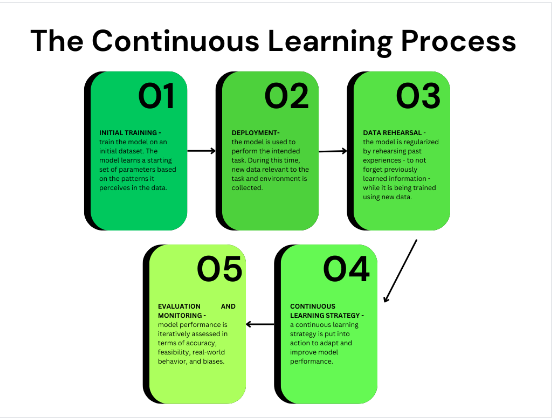 The Continuous Learning Process
01
INITIAL TRAINING -
train the model on an
initial dataset. The
model learns a starting
set of parameters based
on the patterns it
perceives in the data.
02
DEPLOYMENT-
the model is used to
perform the intended
task. During this time,
new data relevant to the
task and environment is
collected.
03
DATA REHEARSAL -
the model is regularized
by rehearsing past
experiences - to not
forget previously
learned information -
while it is being trained
using new data
04
CONTINUOUS
LEARNING STRATEGY -
a continuous learning
strategy is put into
action to adapt and
improve model
performance.
05
EVALUATION AND
MONITORING -
model performance is
iteratively assessed in
terms of accuracy,
feasibility, real-world
behavior, and biases.